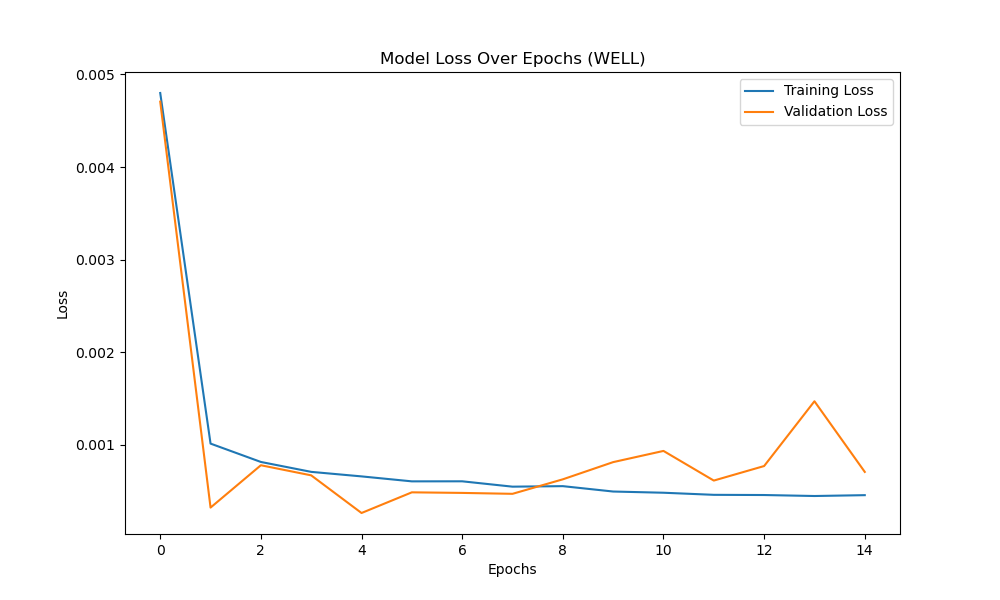 Model Loss Over Epochs (WELL)
Training Loss
Validation Loss
0.005
0.004
0.003
0.002
0.001
Loss
0 2 4 6 8 10 12 14
Epochs